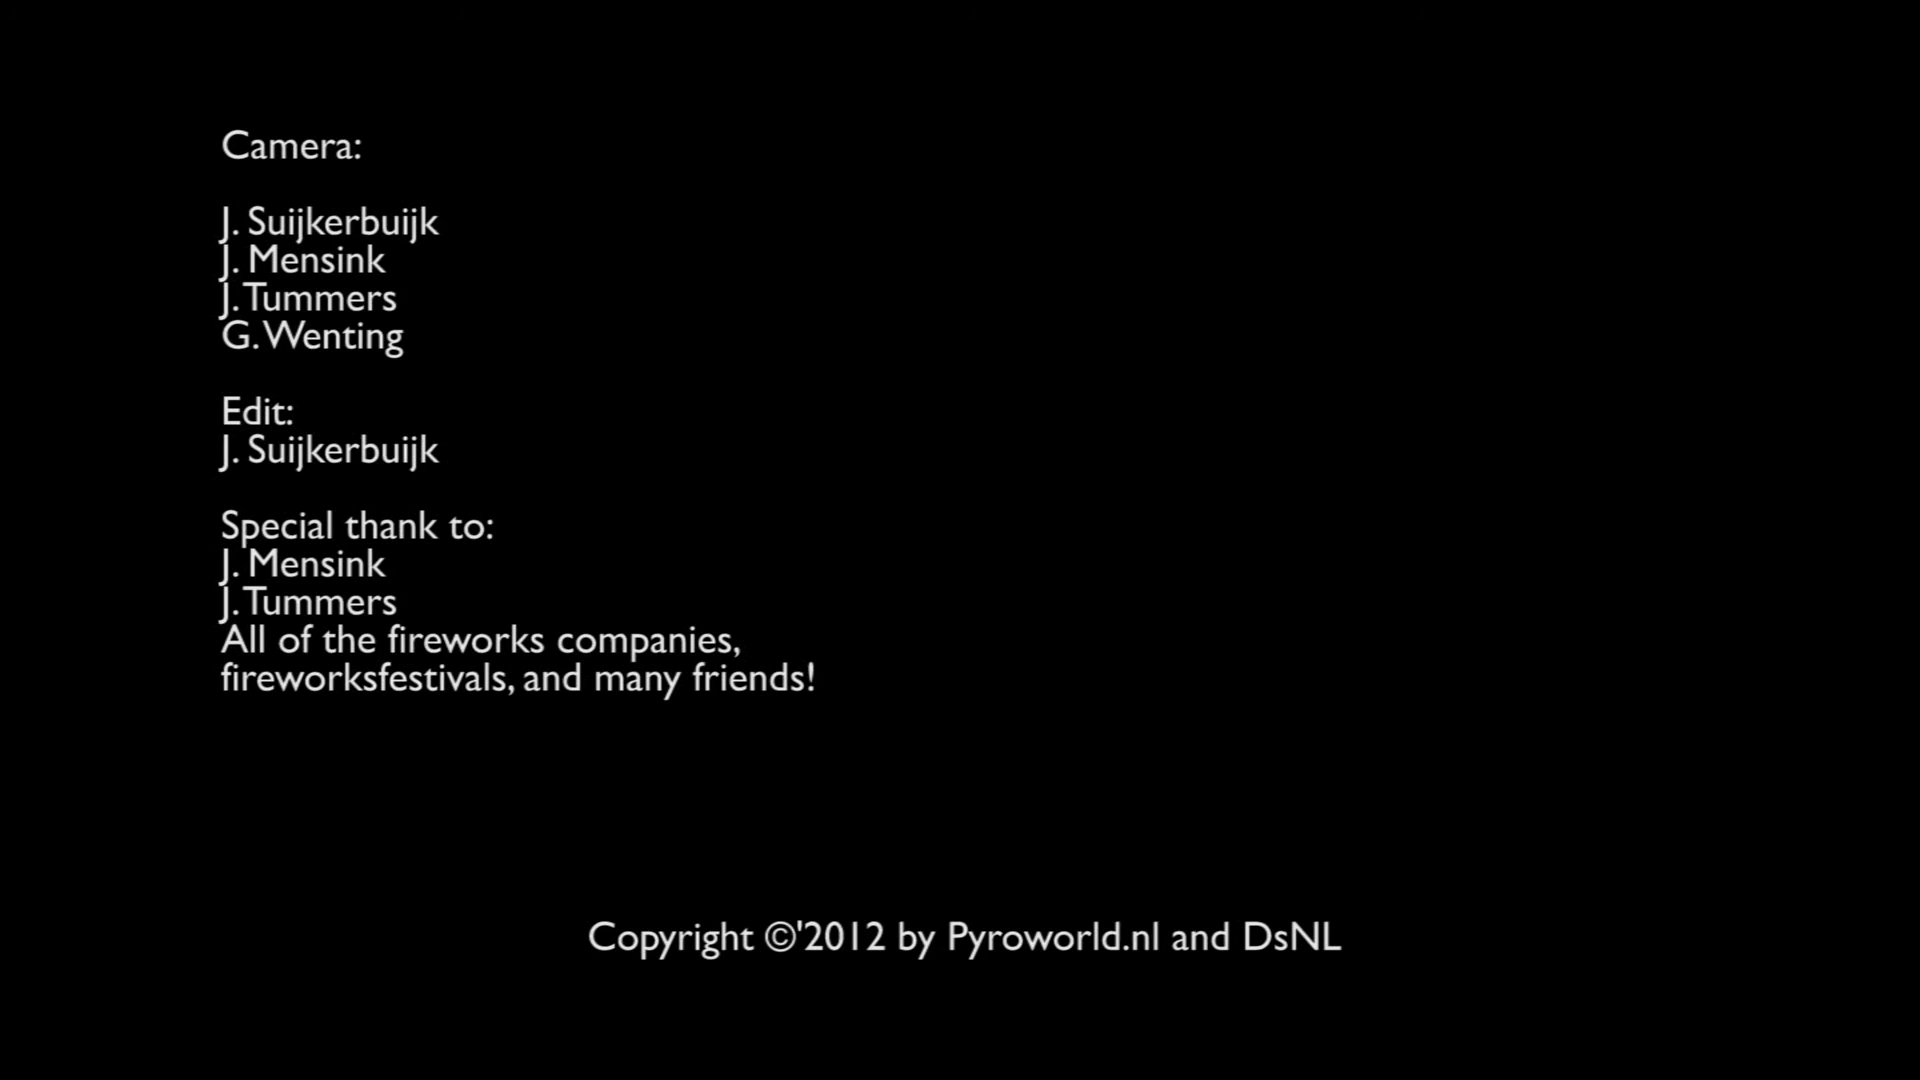 Camera:
J. Suijkerbuijk
J. Mensink
J. Tummers
G. Wenting
Edit:
J. Suijkerbuijk
Special thank to:
J. Mensink
J. Tummers
All of the fireworks companies,
fireworksfestivals, and many friends!
Copyright ©'2012 by Pyroworld.nl and DsNL